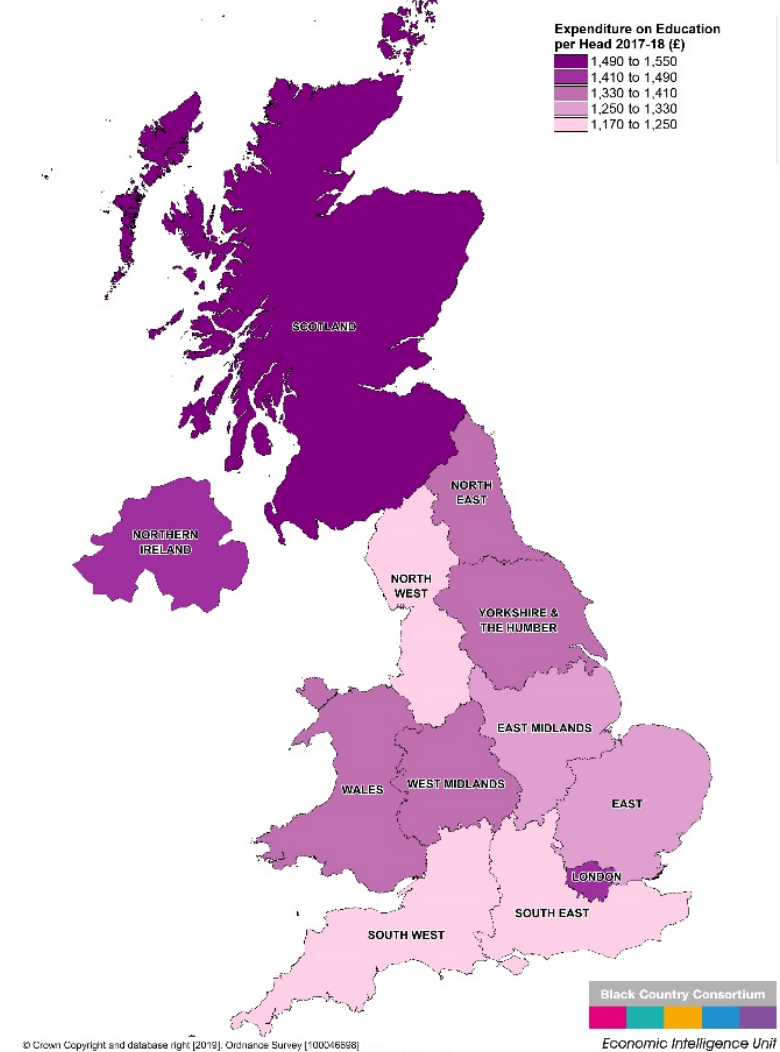 Expenditure on Education
per Head 2017-18 (£)
1,490 to 1,550
1,410 to 1,490
1,330 to 1,410
1,250 to 1,330
1,170 to 1,250
SCOTLAND
NORTH
EAST
NORTHERN
IRELAND
NORTH
WEST
YORKSHIRE &
THE HUMBER
EAST MIDLANDS
WALES
WEST MIDLANDS
EAST
LONDON
SOUTH EAST
SOUTH WEST
Black Country Consortium
Economic Intelligence Unit
© Crown Copyright and database right [2019]. Ordnance Survey [100046698]